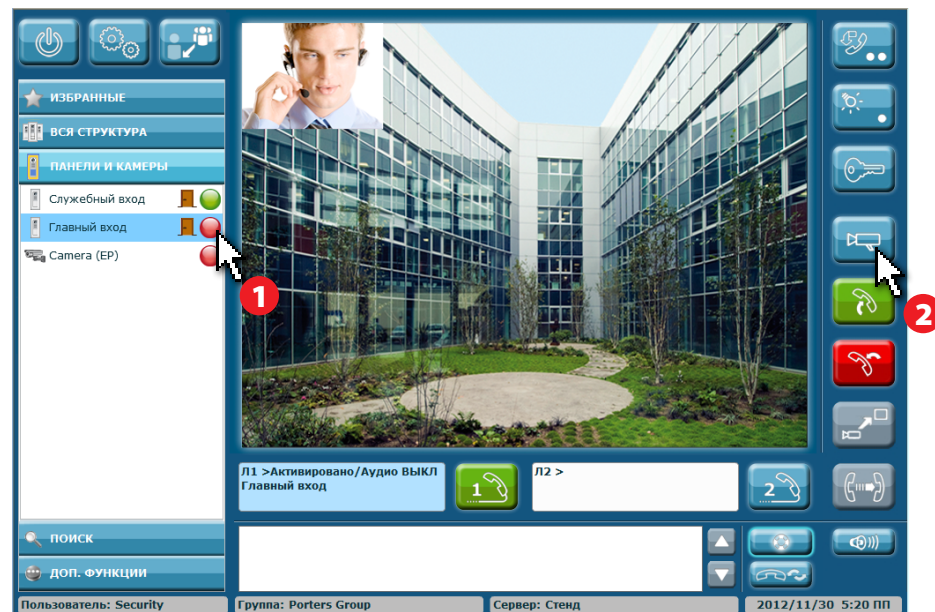 ИЗБРАННЫЕ
ВСЯ СТРУКТУРА
ПАНЕЛИ И КАМЕРЫ
Служебный вход
Главный вход
Camera (EP)
1
2
Л1 >Активировано/Аудио ВЫКЛ
Главный вход
1
Л2 >
2
ПОИСК
ДОП. ФУНКЦИИ
Пользователь: Security
Группа: Porters Group
Сервер: Стенд
2012/11/30 5:20 ПП